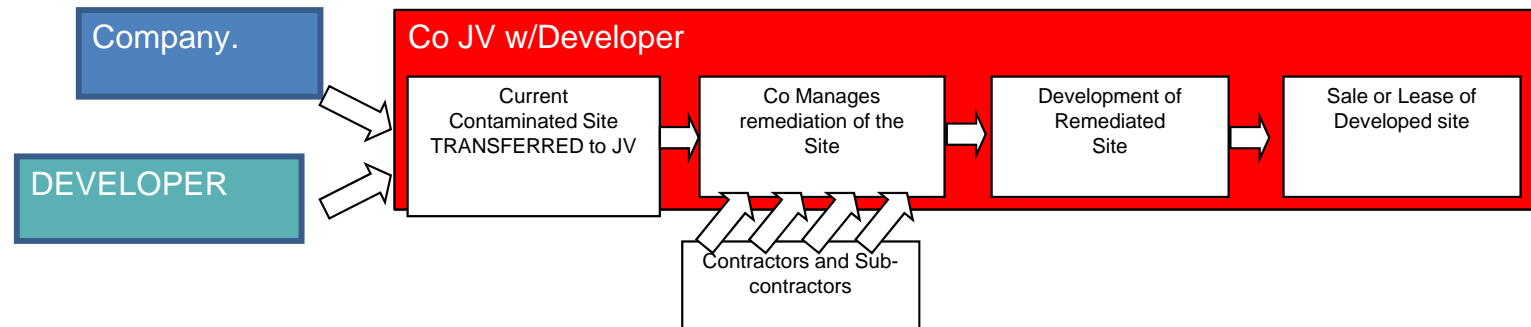 Company.
DEVELOPER
Co JV w/Developer
Current
Contaminated Site
TRANSFERRED to JV
Co Manages
remediation of the
Site
Development of
Remediated
Site
Sale or Lease of
Developed site
Contractors and Sub-
contractors